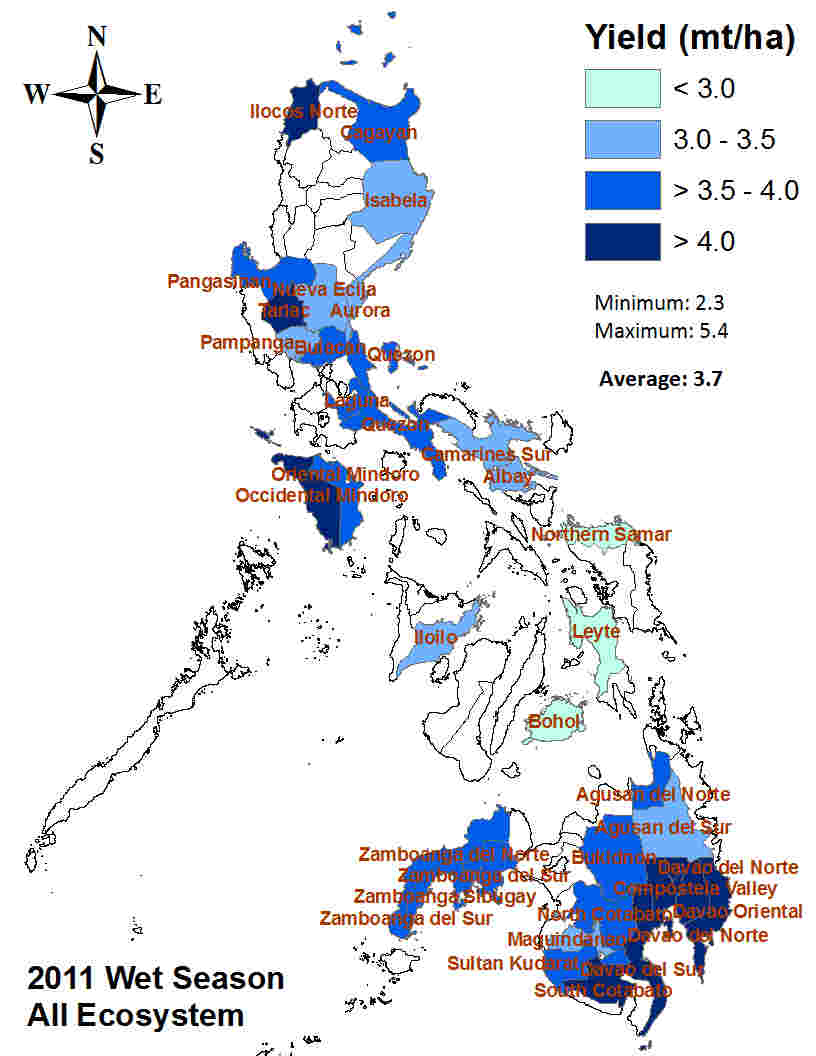 N
W E
S
Yield (mt/ha)
< 3.0
3.0 - 3.5
> 3.5 - 4.0
> 4.0
Minimum: 2.3
Maximum: 5.4
Average: 3.7
Ilocos Norte
Cagayan
Isabela
Pangasinan
Nueva Ecija
Tarlac
Aurora
Pampanga
Bulacan
Quezon
Laguna
Quezon
Camarines Sur
Albay
Oriental Mindoro
Occidental Mindoro
Northern Samar
Leyte
Iloilo
Bohol
Agusan del Norte
Agusan del Sur
Zamboanga del Norte
Bukidnon
Davao del Norte
Zamboanga del Sur
Compostela Valley
Zamboanga Sibugay
North Cotabato
Davao Oriental
Zamboanga del Sur
Maguindanao
Davao del Norte
Sultan Kudarat
Davao del Sur
South Cotabato
2011 Wet Season
All Ecosystem